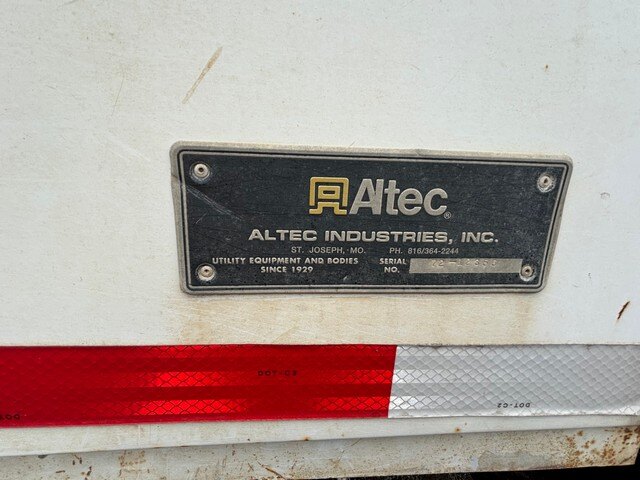 Altec®
ALTEC INDUSTRIES, INC.
ST. JOSEPH, MO. PH. 816/364-2244
UTILITY EQUIPMENT AND BODIES
SINCE 1929
SERIAL
NO.
DOT-C2
DOT-C2